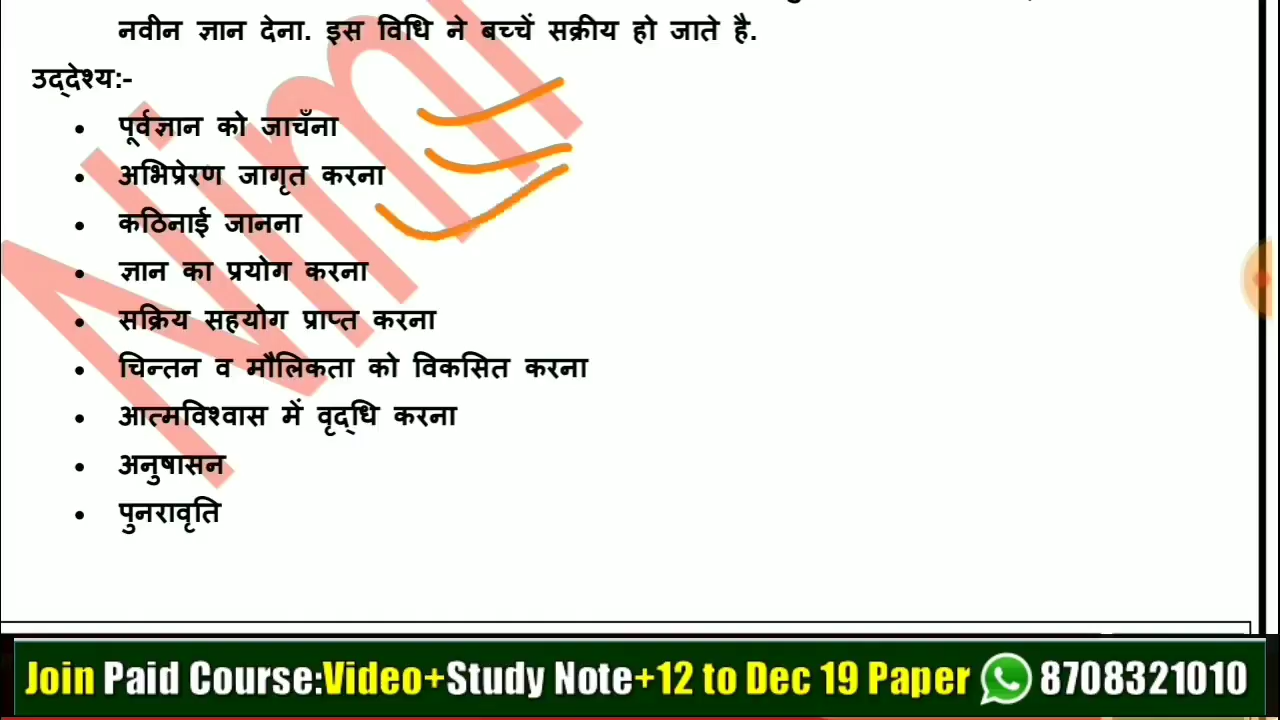 नवीन ज्ञान देना. इस विधि ने बच्चें सक्रीय हो जाते है.
उद्देश्य:-
• पूर्वज्ञान को जाचँना
• अभिप्रेरण जागृत करना
• कठिनाई जानना
• ज्ञान का प्रयोग करना
• सक्रिय सहयोग प्राप्त करना
• चिन्तन व मौलिकता को विकसित करना
• आत्मविश्वास में वृद्धि करना
• अनुषासन
• पुनरावृति
Join Paid Course:Video+Study Note+12 to Dec 19 Paper 8708321010